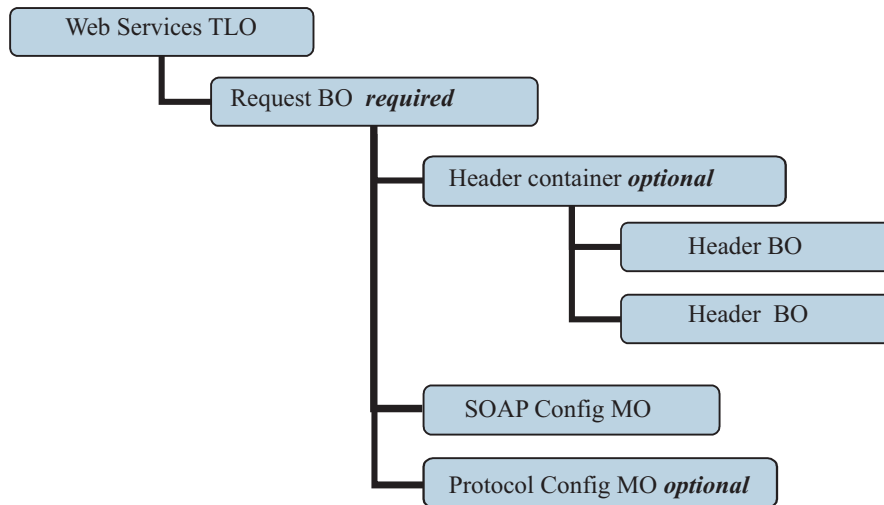 Web Services TLO
Request BO required
Header container optional
Header BO
Header BO
SOAP Config MO
Protocol Config MO optional